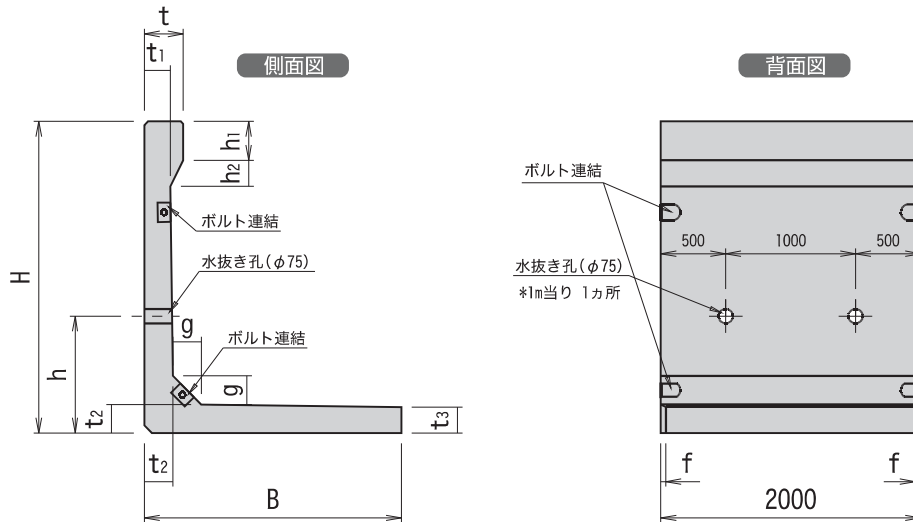 側面図
t
t1
h1
h2
ボルト連結
水抜き孔(φ75)
H
h
g
ボルト連結
g
t2
t3
t2
B
背面図
ボルト連結
500
1000
500
水抜き孔(φ75)
*1m当り 1ヵ所
f
f
2000